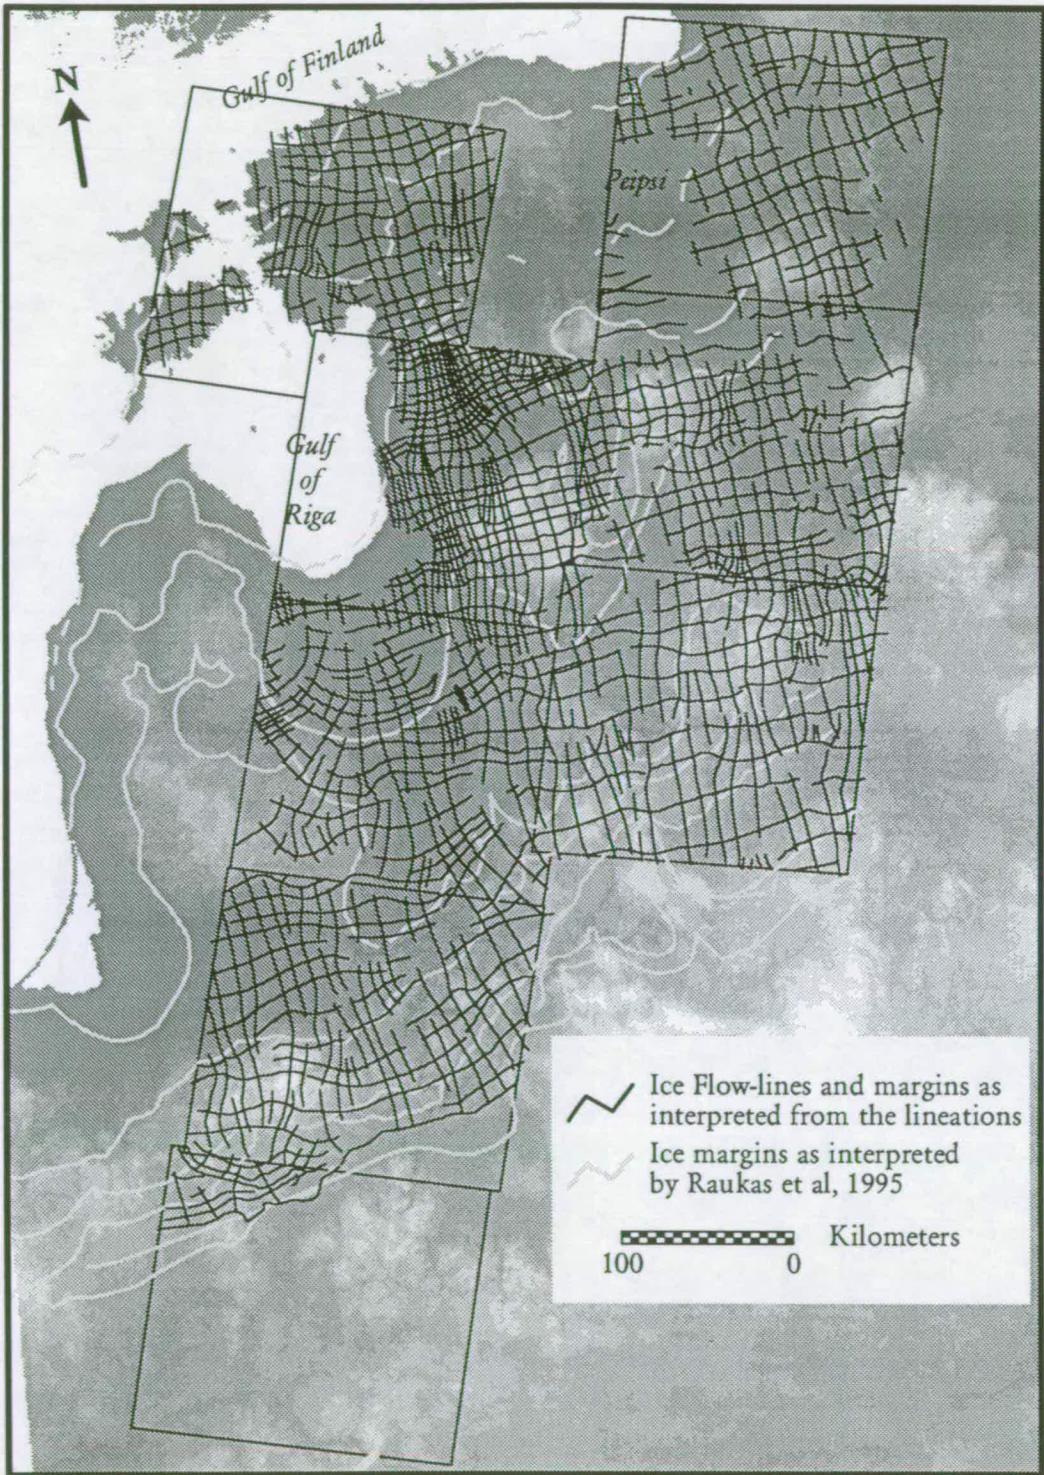 Gulf of Finland
N
Peipsi
Gulf
of
Riga
Ice Flow-lines and margins as
interpreted from the lineations
Ice margins as interpreted
by Raukas et al, 1995
Kilometers
100 0